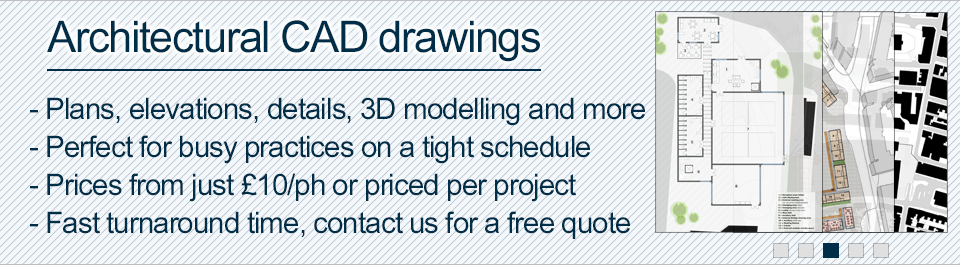 Architectural CAD drawings
- Plans, elevations, details, 3D modelling and more
- Perfect for busy practices on a tight schedule
- Prices from just £10/ph or priced per project
- Fast turnaround time, contact us for a free quote